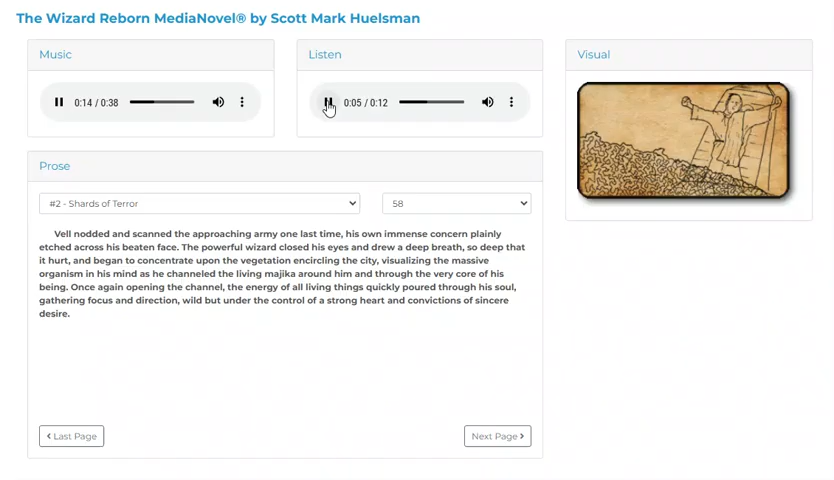 The Wizard Reborn MediaNovel® by Scott Mark Huelsman
Music
0:14 / 0:38
Listen
0:05 / 0:12
Visual
Prose
#2 - Shards of Terror
58
Vell nodded and scanned the approaching army one last time, his own immense concern plainly
etched across his beaten face. The powerful wizard closed his eyes and drew a deep breath, so deep that
it hurt, and began to concentrate upon the vegetation encircling the city, visualizing the massive
organism in his mind as he channeled the living majika around him and through the very core of his
being. Once again opening the channel, the energy of all living things quickly poured through his soul,
gathering focus and direction, wild but under the control of a strong heart and convictions of sincere
desire.
Last Page
Next Page